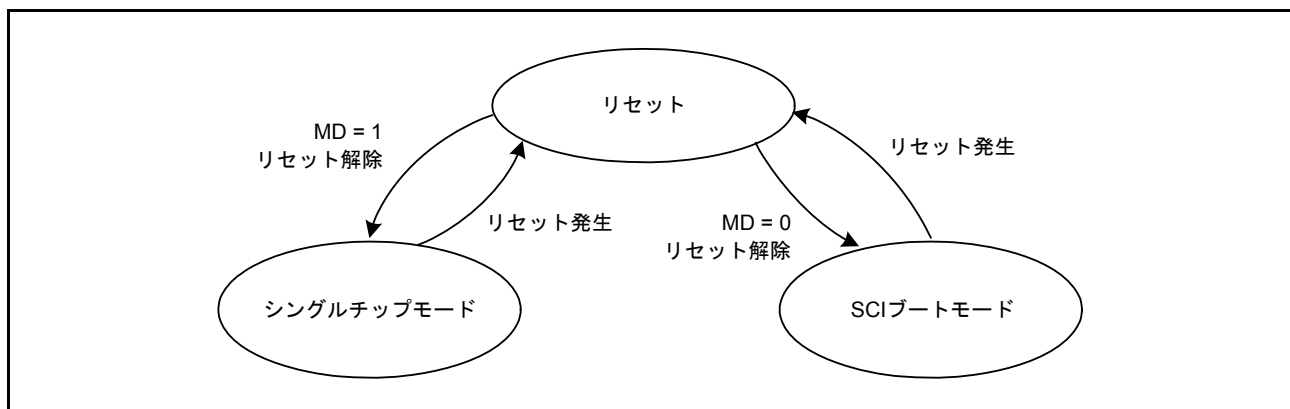 リセット
MD = 1
リセット解除
リセット発生
リセット発生
MD = 0
リセット解除
シングルチップモード
SCIブートモード